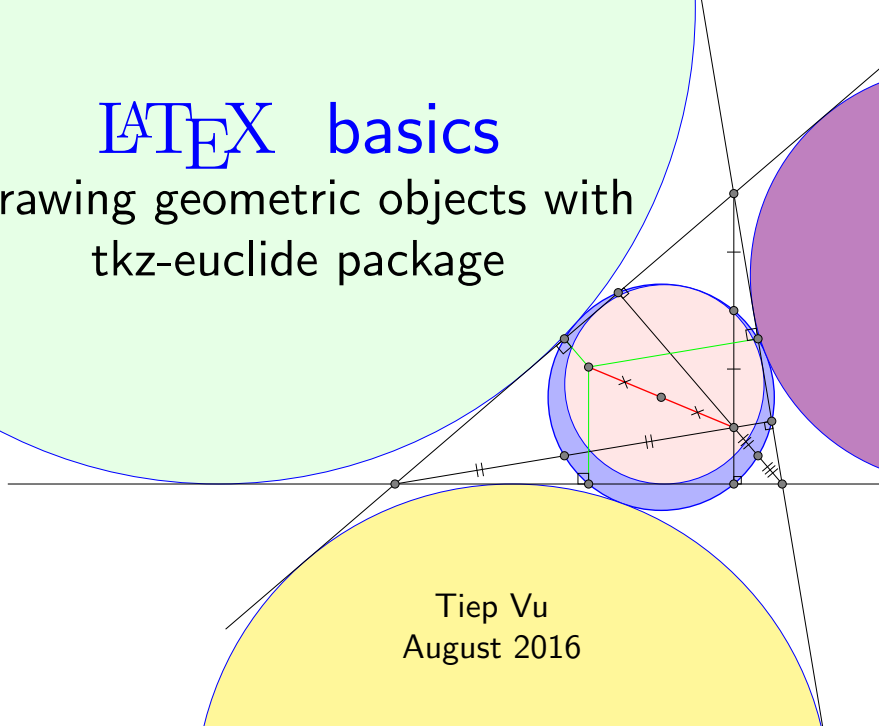 LATEX basics
rawing geometric objects with
tkz-euclide package
Tiep Vu
August 2016